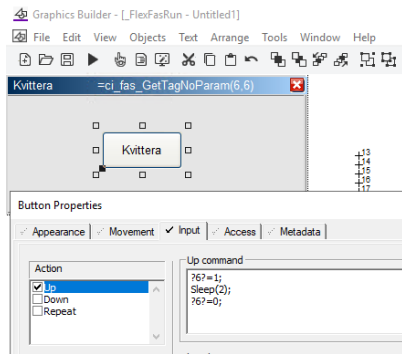 Graphics Builder - [_FlexFasRun - Untitled1]
File Edit View Objects Text Arrange Tools Window Help
Kvittera =ci_fas_GetTagNoParam(6,6)
Kvittera
13
14
15
16
17
Button Properties
Appearance Movement Input Access Metadata
Action
Up
Down
Repeat
Up command
?6?=1;
Sleep(2);
?6?=0;